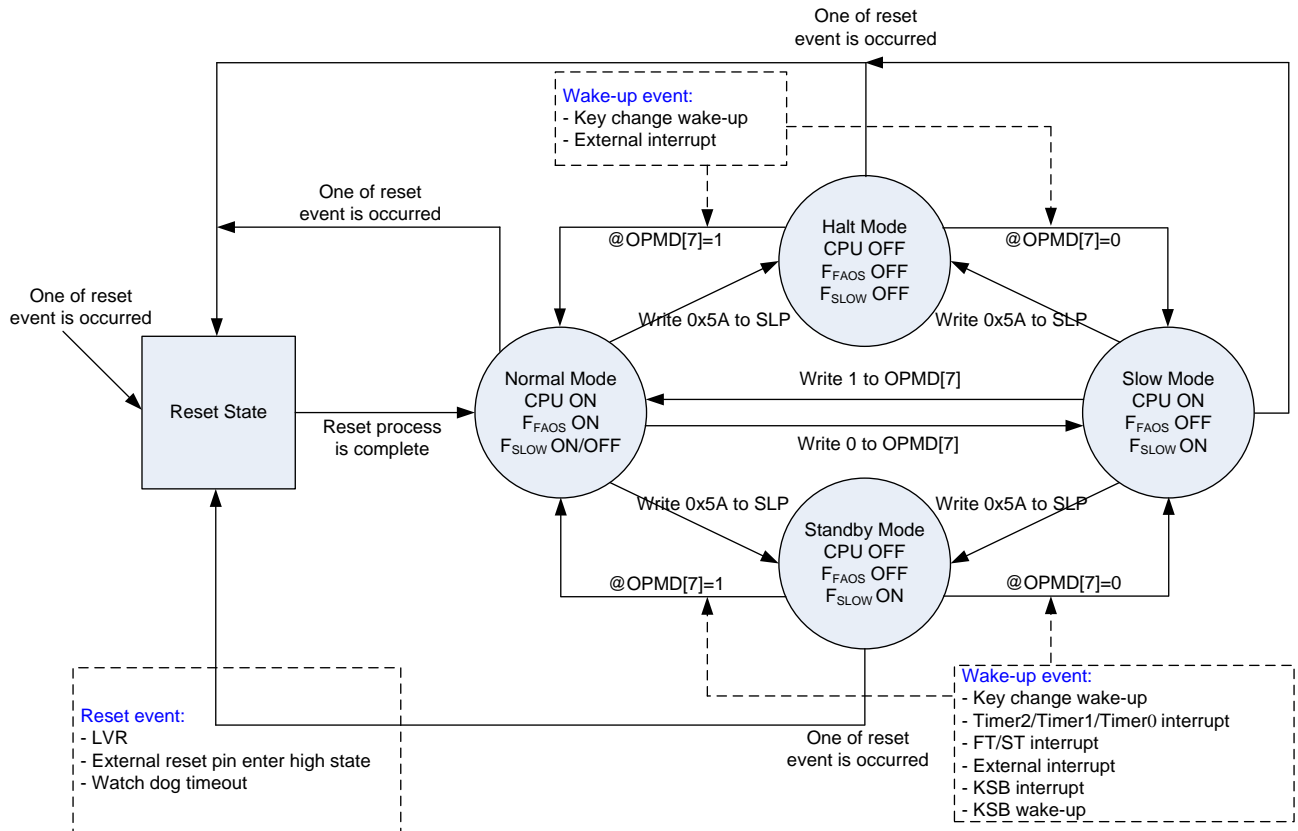 One of reset
event is occurred
Wake-up event:
- Key change wake-up
- External interrupt
One of reset
event is occurred
@OPMD[7]=1
Halt Mode
CPU OFF
FFAOS OFF
FSLOW OFF
@OPMD[7]=0
One of reset
event is occurred
Write 0x5A to SLP
Write 0x5A to SLP
Reset State
Reset process
is complete
Normal Mode
CPU ON
FFAOS ON
FSLOW ON/OFF
Write 1 to OPMD[7]
Write 0 to OPMD[7]
Slow Mode
CPU ON
FFAOS OFF
FSLOW ON
Write 0x5A to SLP
Write 0x5A to SLP
Standby Mode
CPU OFF
FFAOS OFF
FSLOW ON
@OPMD[7]=1
@OPMD[7]=0
Reset event:
- LVR
- External reset pin enter high state
- Watch dog timeout
One of reset
event is occurred
Wake-up event:
- Key change wake-up
- Timer2/Timer1/Timer0 interrupt
- FT/ST interrupt
- External interrupt
- KSB interrupt
- KSB wake-up